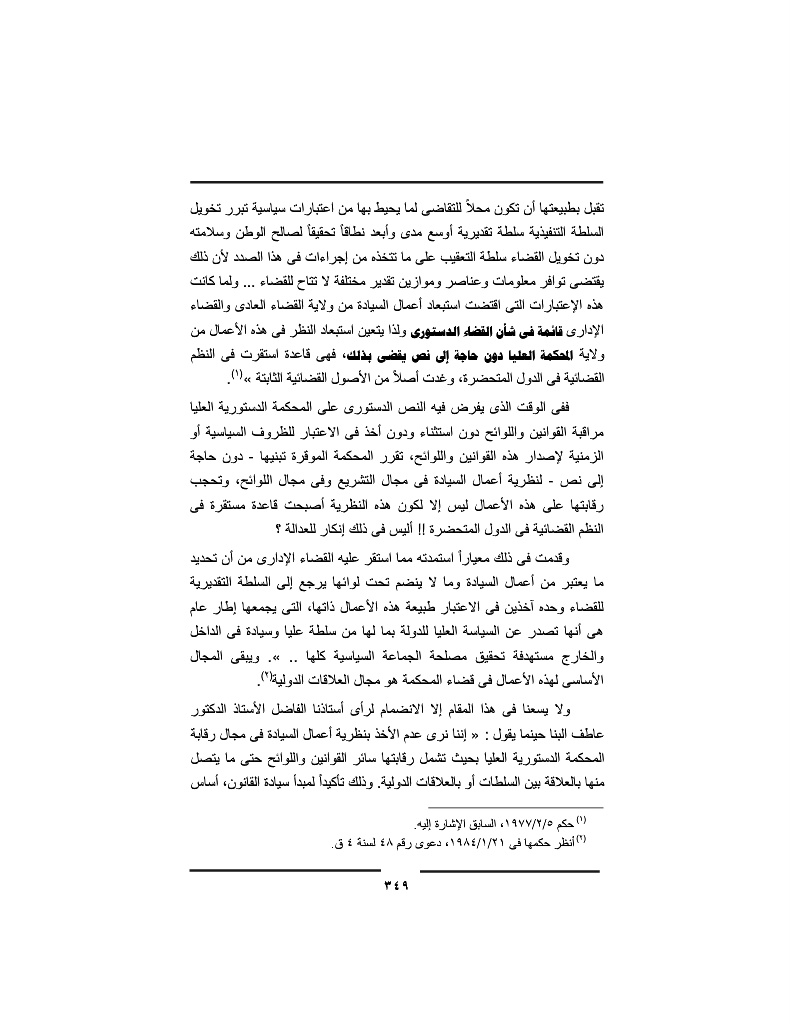 تقبل بطبيعتها أن تكون محلاً للتقاضى لما يحيط بها من اعتبارات سياسية تبرر تخويل
السلطة التنفيذية سلطة تقديرية أوسع مدى وأبعد نطاقاً تحقيقاً لصالح الوطن وسلامته
دون تخويل القضاء سلطة التعقيب على ما تتخذه من إجراءات فى هذا الصدد لأن ذلك
يقتضى توافر معلومات وعناصر وموازين تقدير مختلفة لا تتاح للقضاء ... ولما كانت
هذه الإعتبارات التى اقتضت استبعاد أعمال السيادة من ولاية القضاء العادى والقضاء
الإدارى قائمة فى شأن القضاء الدستورى ولذا يتعين استبعاد النظر فى هذه الأعمال من
ولاية المحكمة العليا دون حاجة إلى نص يقضى بذلك، فهى قاعدة استقرت فى النظم
القضائية فى الدول المتحضرة، وغدت أصلاً من الأصول القضائية الثابتة »(١).
ففى الوقت الذى يفرض فيه النص الدستورى على المحكمة الدستورية العليا
مراقبة القوانين واللوائح دون استثناء ودون أخذ فى الاعتبار للظروف السياسية أو
الزمنية لإصدار هذه القوانين واللوائح، تقرر المحكمة الموقرة تبنيها - دون حاجة
إلى نص - لنظرية أعمال السيادة فى مجال التشريع وفى مجال اللوائح، وتحجب
رقابتها على هذه الأعمال ليس إلا لكون هذه النظرية أصبحت قاعدة مستقرة فى
النظم القضائية فى الدول المتحضرة !! أليس فى ذلك إنكار للعدالة ؟
وقدمت فى ذلك معياراً استمدته مما استقر عليه القضاء الإدارى من أن تحديد
ما يعتبر من أعمال السيادة وما لا ينضم تحت لوائها يرجع إلى السلطة التقديرية
للقضاء وحده آخذين فى الاعتبار طبيعة هذه الأعمال ذاتها، التى يجمعها إطار عام
هى أنها تصدر عن السياسة العليا للدولة بما لها من سلطة عليا وسيادة فى الداخل
والخارج مستهدفة تحقيق مصلحة الجماعة السياسية كلها .. ». ويبقى المجال
الأساسى لهذه الأعمال فى قضاء المحكمة هو مجال العلاقات الدولية(٢).
ولا يسعنا فى هذا المقام إلا الانضمام لرأى أستاذنا الفاضل الأستاذ الدكتور
عاطف البنا حينما يقول : « إننا نرى عدم الأخذ بنظرية أعمال السيادة فى مجال رقابة
المحكمة الدستورية العليا بحيث تشمل رقابتها سائر القوانين واللوائح حتى ما يتصل
منها بالعلاقة بين السلطات أو بالعلاقات الدولية. وذلك تأكيداً لمبدأ سيادة القانون، أساس
(١) حكم ١٩٧٧/٢/٥، السابق الإشارة إليه.
(٢) أنظر حكمها فى ١٩٨٤/١/٢١، دعوى رقم ٤٨ لسنة ٤ ق.
٣٤٩